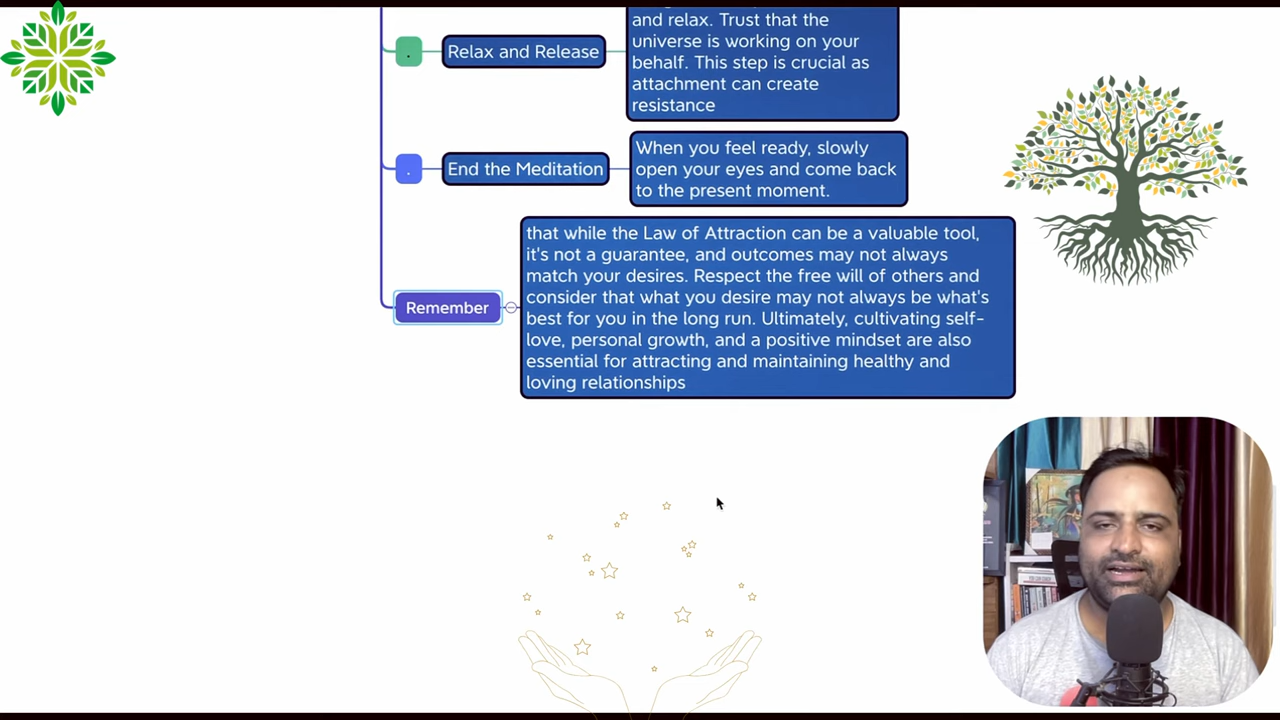 and relax. Trust that the
universe is working on your
behalf. This step is crucial as
attachment can create
resistance
Relax and Release
When you feel ready, slowly
open your eyes and come back
to the present moment.
End the Meditation
that while the Law of Attraction can be a valuable tool,
it's not a guarantee, and outcomes may not always
match your desires. Respect the free will of others and
consider that what you desire may not always be what's
best for you in the long run. Ultimately, cultivating self-
love, personal growth, and a positive mindset are also
essential for attracting and maintaining healthy and
loving relationships
Remember